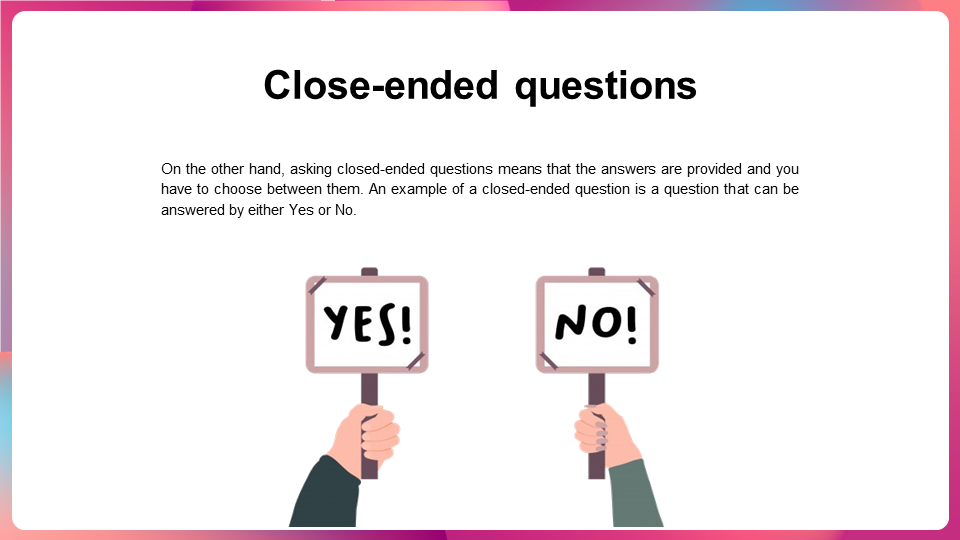 Close-ended questions
On the other hand, asking closed-ended questions means that the answers are provided and you
have to choose between them. An example of a closed-ended question is a question that can be
answered by either Yes or No.
YES!
NO!